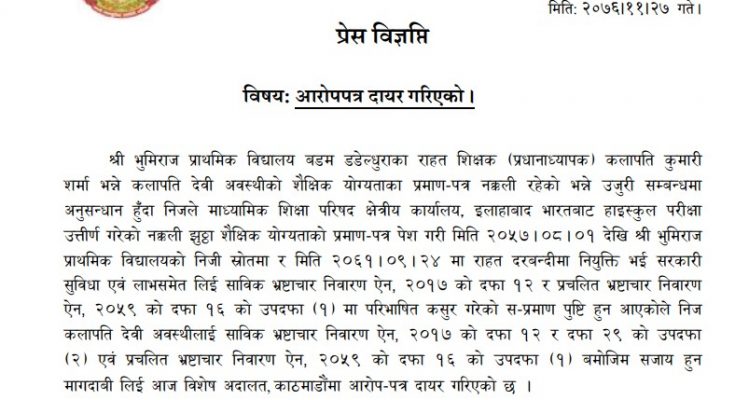 मिति: २०७६।११।२७ गते।
प्रेस विज्ञप्ति
विषय: आरोपपत्र दायर गरिएको।
श्री भुमिराज प्राथमिक विद्यालय बडम डडेल्धुराका राहत शिक्षक (प्रधानाध्यापक) कलापति कुमारी
शर्मा भन्ने कलापति देवी अवस्थीको शैक्षिक योग्यताका प्रमाण-पत्र नक्कली रहेको भन्ने उजुरी सम्बन्धमा
अनुसन्धान हुँदा निजले माध्यामिक शिक्षा परिषद क्षेत्रीय कार्यालय, इलाहाबाद भारतबाट हाइस्कुल परीक्षा
उत्तीर्ण गरेको नक्कली झुठ्ठा शैक्षिक योग्यताको प्रमाण-पत्र पेश गरी मिति २०५७।०८।०१ देखि श्री भुमिराज
प्राथमिक विद्यालयको निजी स्रोतमा र मिति २०६१।०९।२४ मा राहत दरबन्दीमा नियुक्ति भई सरकारी
सुविधा एवं लाभसमेत लिई साविक भ्रष्टाचार निवारण ऐन, २०१७ को दफा १२ र प्रचलित भ्रष्टाचार निवारण
ऐन, २०५९ को दफा १६ को उपदफा (१) मा परिभाषित कसुर गरेको स-प्रमाण पुष्टि हुन आएकोले निज
कलापति देवी अवस्थीलाई साविक भ्रष्टाचार निवारण ऐन, २०१७ को दफा १२ र दफा २९ को उपदफा
(२) एवं प्रचलित भ्रष्टाचार निवारण ऐन, २०५९ को दफा १६ को उपदफा (१) बमोजिम सजाय हुन
मागदाबी लिई आज विशेष अदालत, काठमाडौँमा आरोप-पत्र दायर गरिएको छ ।